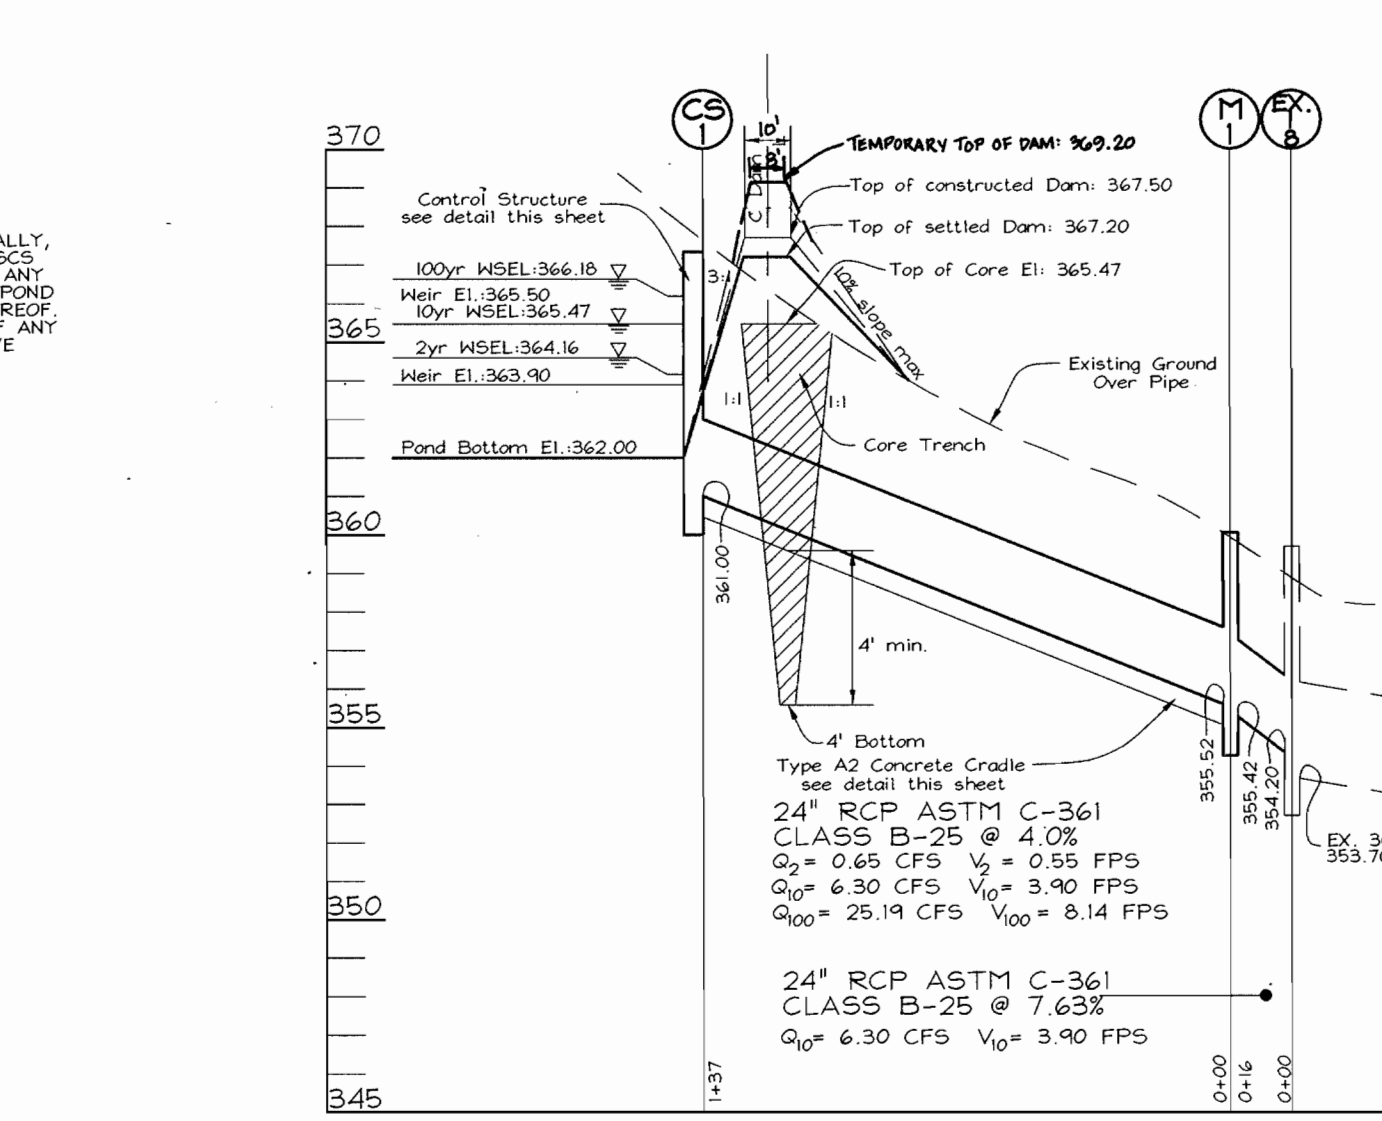 ALLY,
SCS
ANY
POND
REOF.
F ANY
VE
370
365
360
355
350
345
CS
1
M
1
EX.
8
10'
8'
TEMPORARY TOP OF DAM: 369.20
Top of constructed Dam: 367.50
Top of settled Dam: 367.20
Top of Core El: 365.47
Control Structure
see detail this sheet
100yr WSEL:366.18
Weir El.:365.50
10yr WSEL:365.47
2yr WSEL:364.16
Weir El.:363.90
Pond Bottom El.:362.00
10% slope max
Existing Ground
Over Pipe
1:1
1:1
Core Trench
361.00
4' min.
4' Bottom
Type A2 Concrete Cradle
see detail this sheet
24" RCP ASTM C-361
CLASS B-25 @ 4.0%
Q2= 0.65 CFS V2 = 0.55 FPS
Q10= 6.30 CFS V10= 3.90 FPS
Q100= 25.19 CFS V100= 8.14 FPS
355.52
355.42
354.20
24" RCP ASTM C-361
CLASS B-25 @ 7.63%
Q10= 6.30 CFS V10= 3.90 FPS
1+37
0+00
0+16
0+00